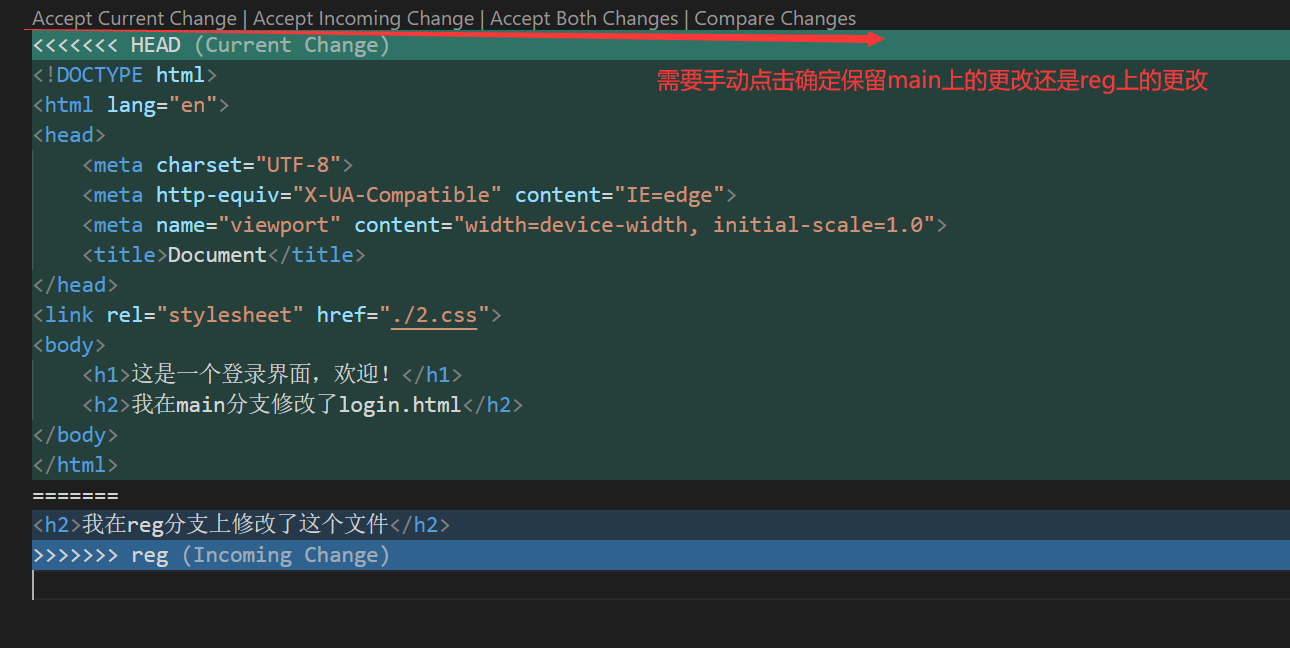 Accept Current Change | Accept Incoming Change | Accept Both Changes | Compare Changes
<<<<<<< HEAD (Current Change)
<!DOCTYPE html>
需要手动点击确定保留main上的更改还是reg上的更改
<html lang="en">
<head>
    <meta charset="UTF-8">
    <meta http-equiv="X-UA-Compatible" content="IE=edge">
    <meta name="viewport" content="width=device-width, initial-scale=1.0">
    <title>Document</title>
</head>
<link rel="stylesheet" href="./2.css">
<body>
    <h1>这是一个登录界面，欢迎！</h1>
    <h2>我在main分支修改了login.html</h2>
</body>
</html>
=======
<h2>我在reg分支上修改了这个文件</h2>
>>>>>>> reg (Incoming Change)